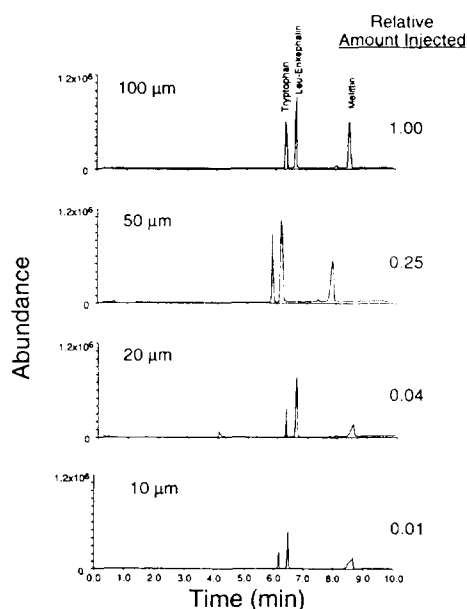 Relative
Amount Injected
Tryptophan
Leu-Enkephalin
Melittin
1.2x10⁶
100 µm
1.00
0
1.2x10⁶
50 µm
0.25
0
Abundance
1.2x10⁶
20 µm
0.04
0
1.2x10⁶
10 µm
0.01
0
0.0 1.0 2.0 3.0 4.0 5.0 6.0 7.0 8.0 9.0 10.0
Time (min)